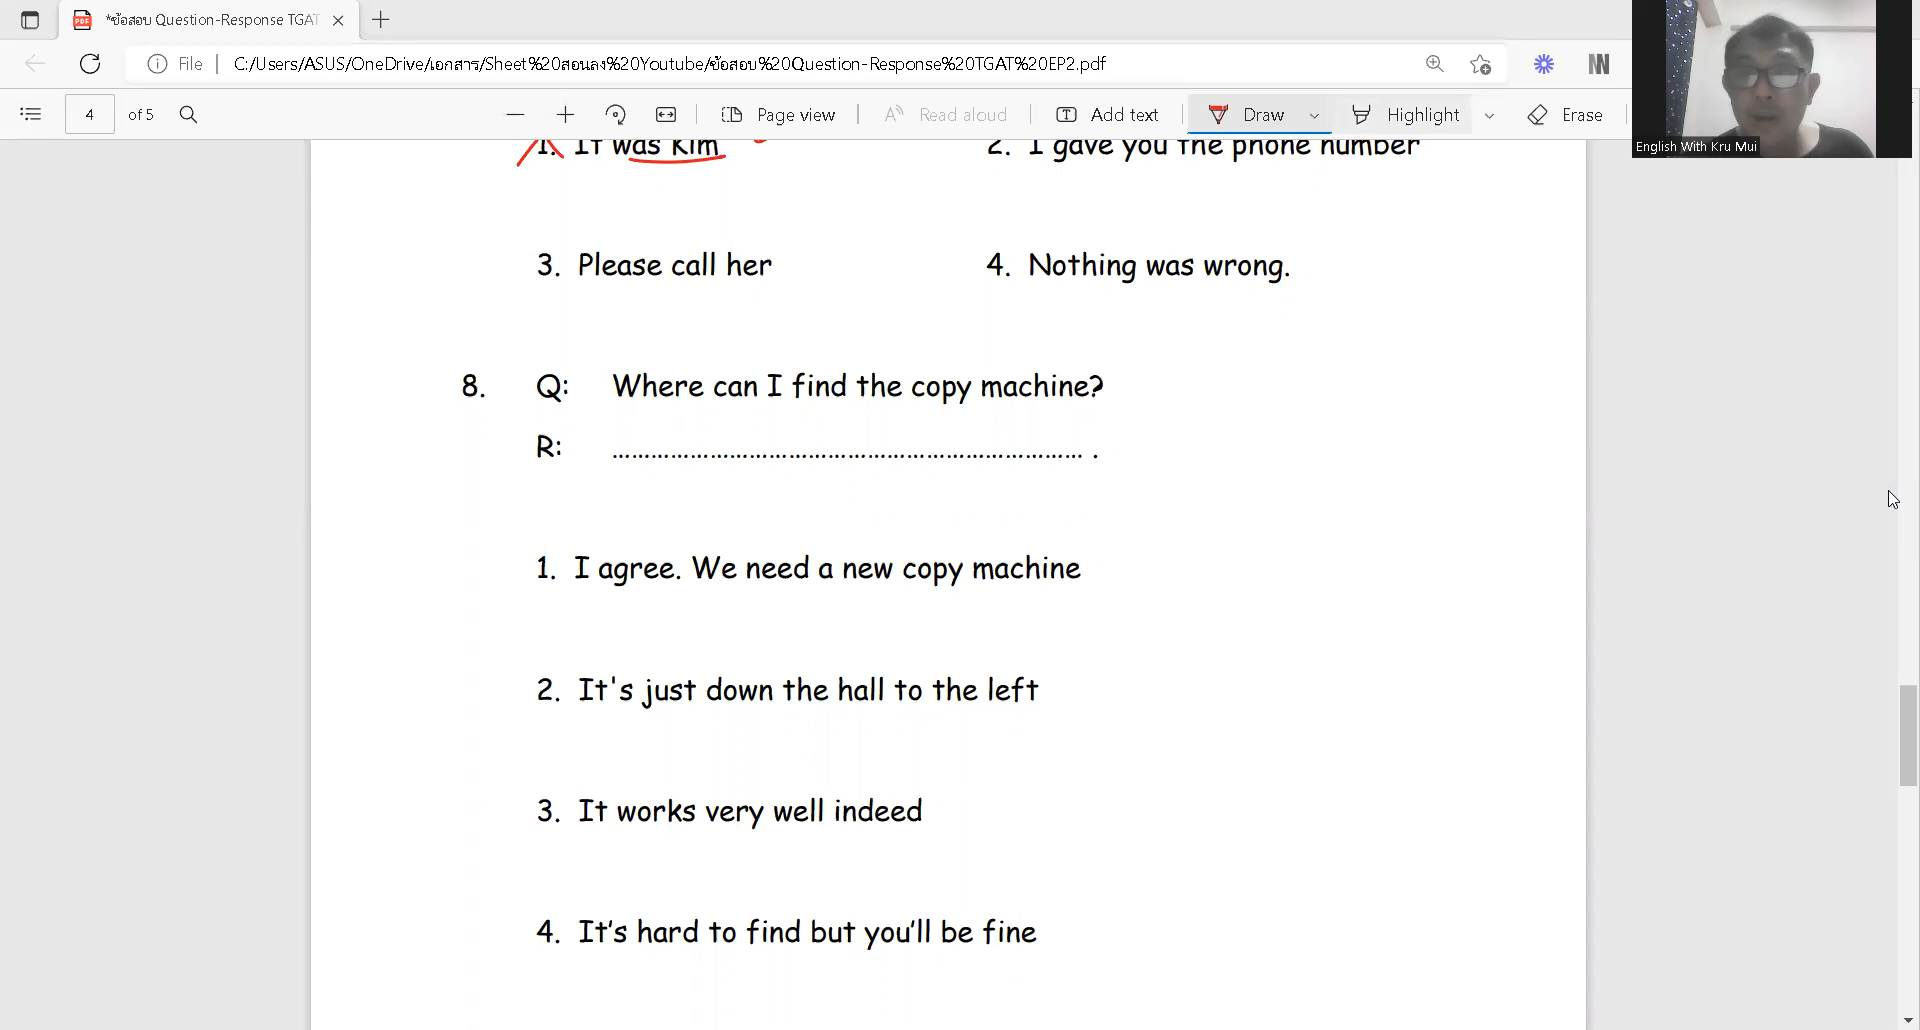 *ข้อสอบ Question-Response TGAT
File
C:/Users/ASUS/OneDrive/เอกสาร/Sheet%20สอนลง%20Youtube/ข้อสอบ%20Question-Response%20TGAT%20EP2.pdf
4 of 5
Page view
Read aloud
Add text
Draw
Highlight
Erase
English With Kru Mui
1. It was Kim
2. I gave you the phone number
3. Please call her
4. Nothing was wrong.
8. Q: Where can I find the copy machine?
R: ........................................................................ .
1. I agree. We need a new copy machine
2. It's just down the hall to the left
3. It works very well indeed
4. It's hard to find but you'll be fine